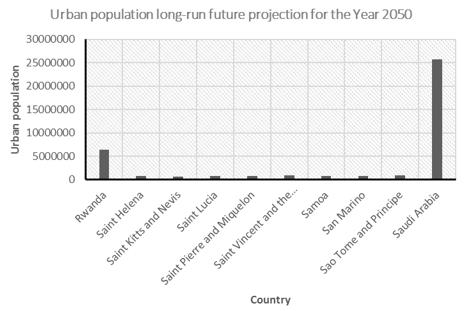 Urban population long-run future projection for the Year 2050
Urban population
30000000
25000000
20000000
15000000
10000000
5000000
0
Rwanda
Saint Helena
Saint Kitts and Nevis
Saint Lucia
Saint Pierre and Miquelon
Saint Vincent and the...
Samoa
San Marino
Sao Tome and Principe
Saudi Arabia
Country